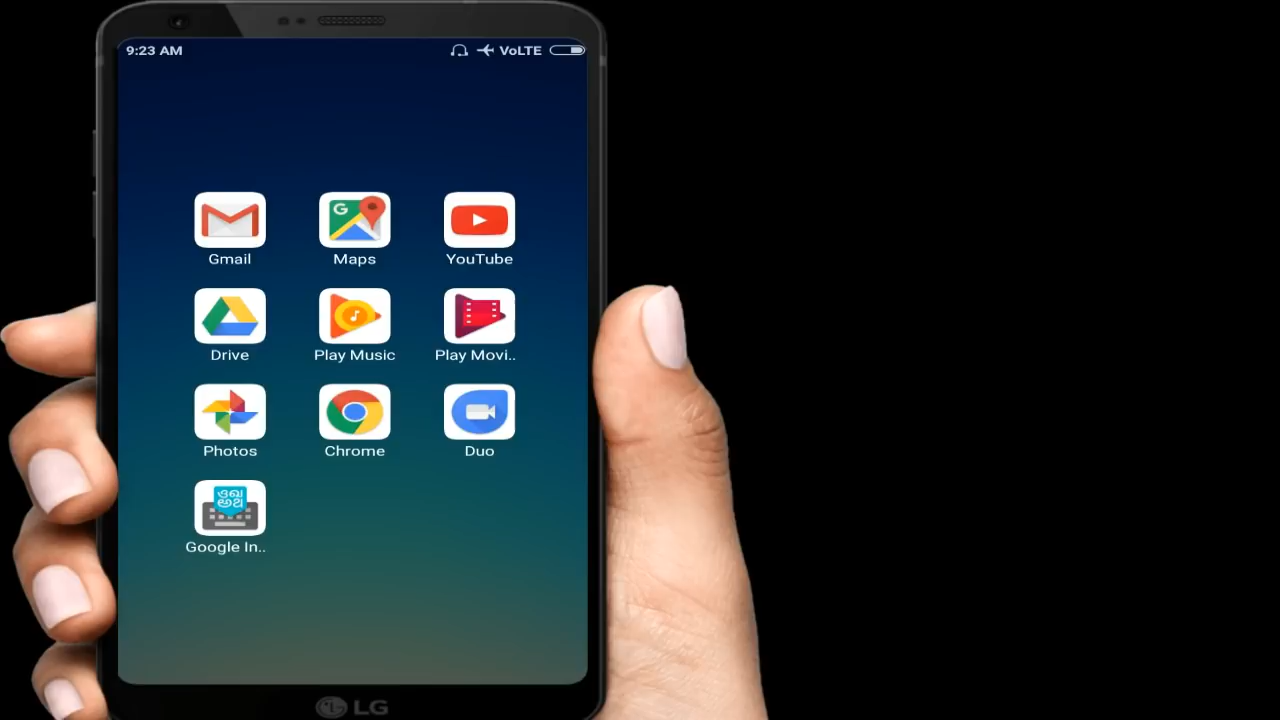 9:23 AM VoLTE
Gmail Maps YouTube
Drive Play Music Play Movi..
Photos Chrome Duo
Google In..
LG